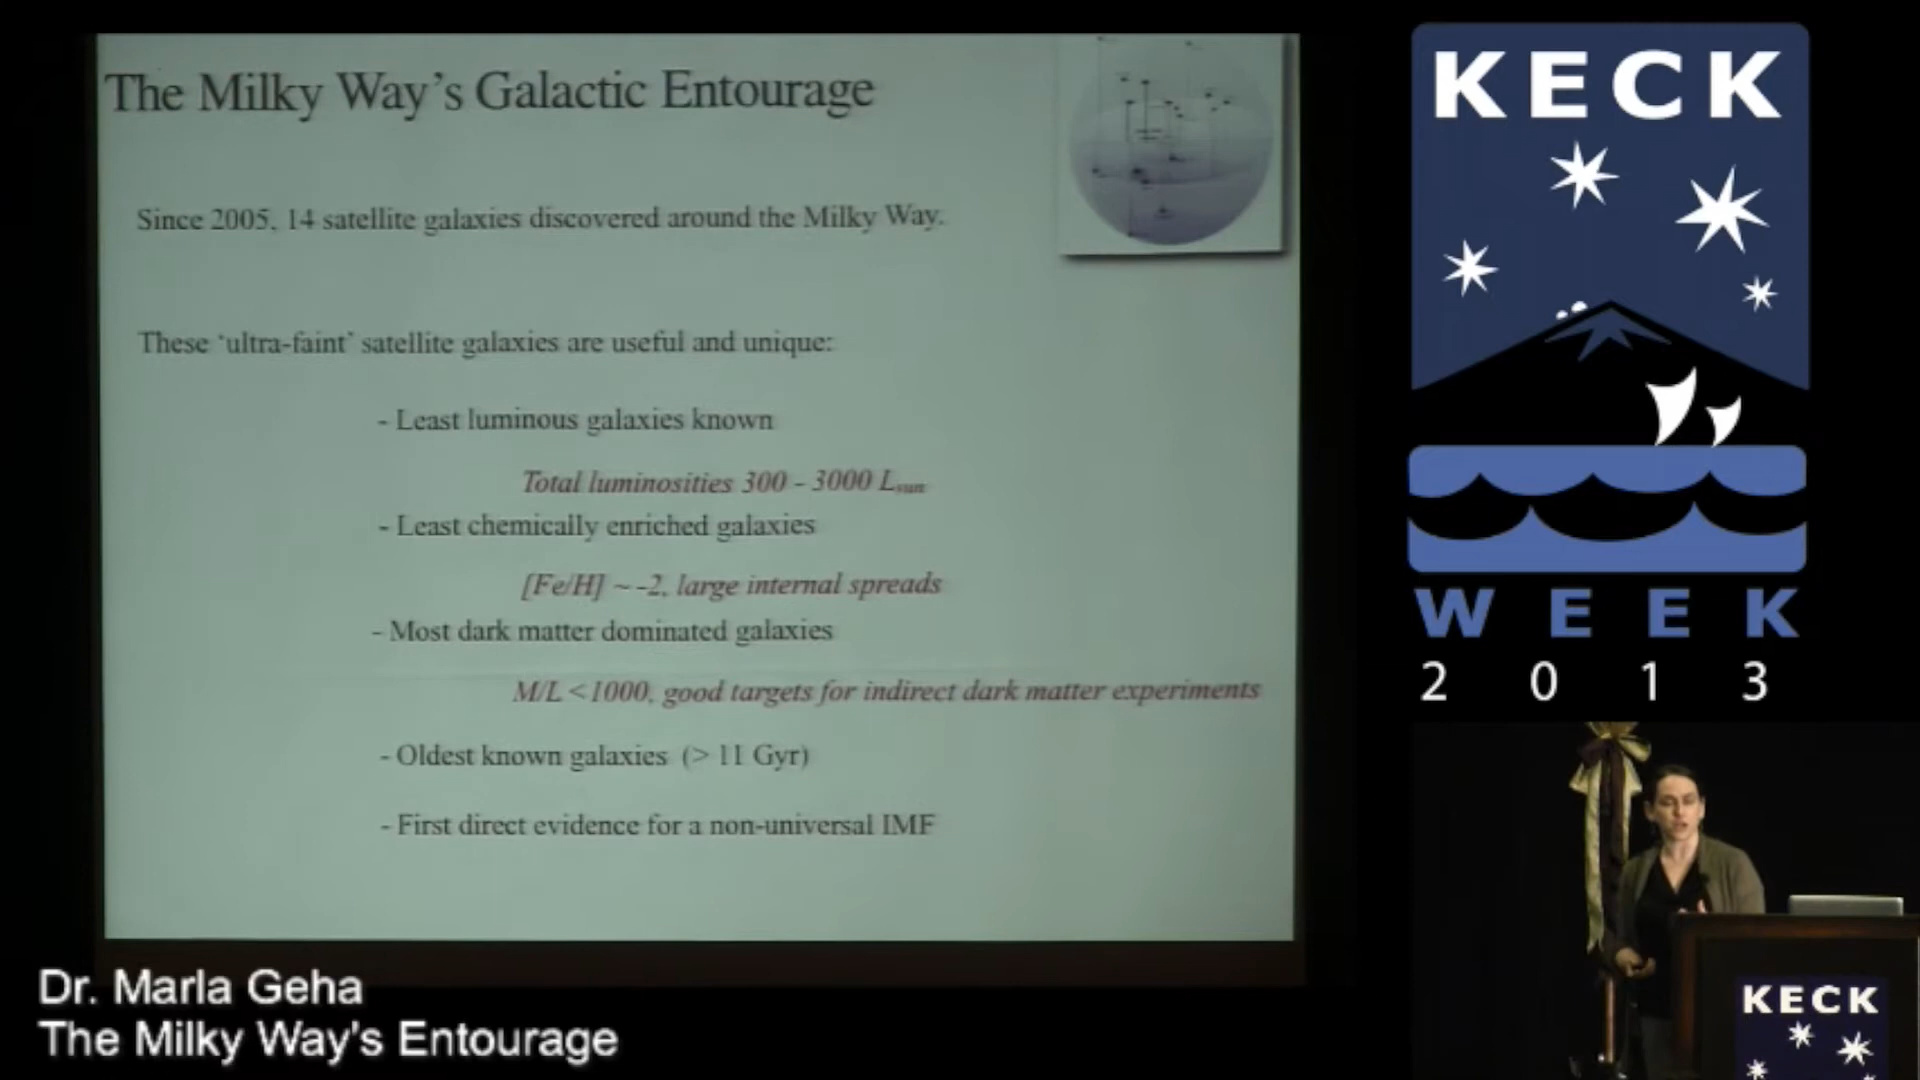 The Milky Way's Galactic Entourage
Since 2005, 14 satellite galaxies discovered around the Milky Way.
These 'ultra-faint' satellite galaxies are useful and unique:
- Least luminous galaxies known
Total luminosities 300 - 3000 Lsun
- Least chemically enriched galaxies
[Fe/H] ~ -2, large internal spreads
- Most dark matter dominated galaxies
M/L < 1000, good targets for indirect dark matter experiments
- Oldest known galaxies (> 11 Gyr)
- First direct evidence for a non-universal IMF
Dr. Marla Geha
The Milky Way's Entourage
KECK
WEEK
2013
KECK